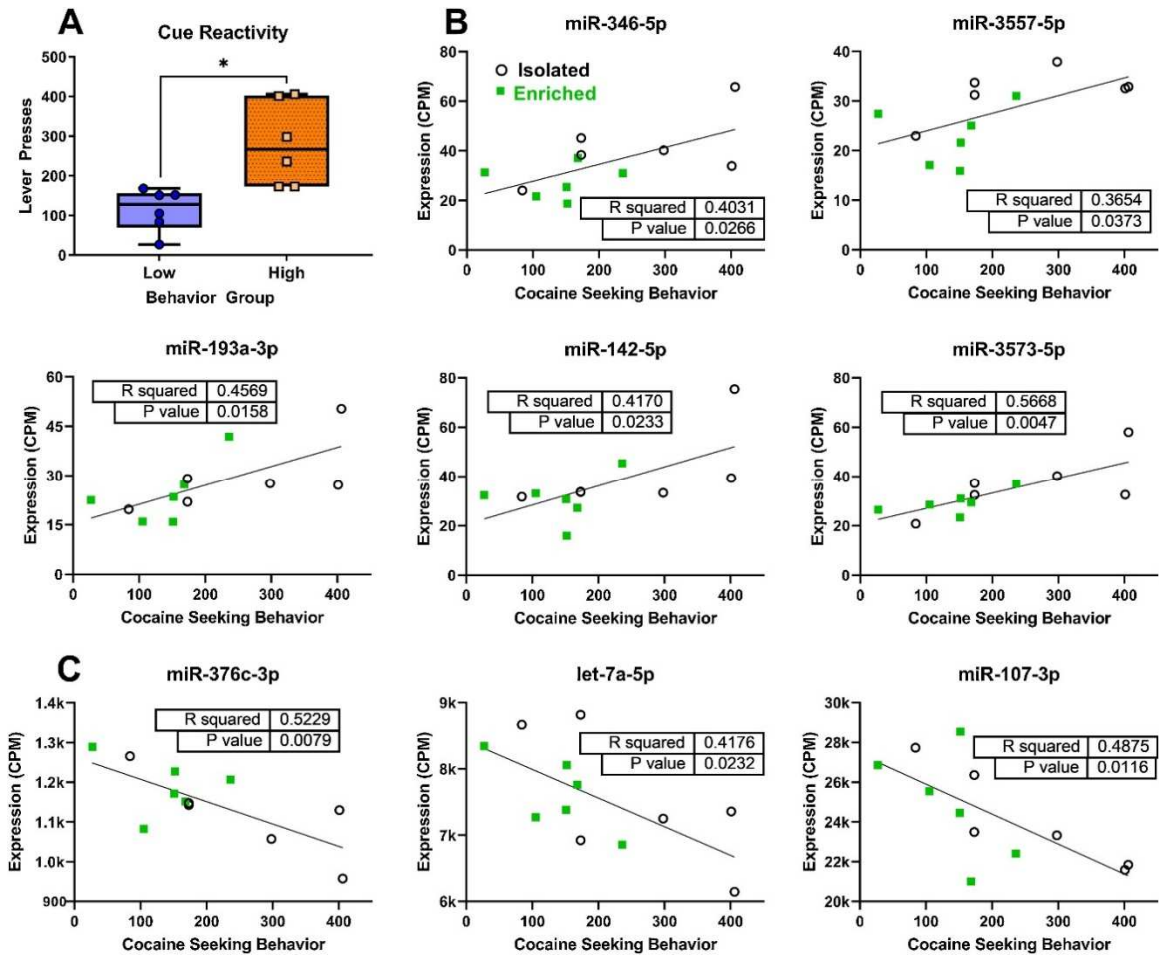 A
Cue Reactivity
500
400
300
200
100
0
Lever Presses
*
Low
High
Behavior Group
B
miR-346-5p
80
60
40
20
0
Expression (CPM)
Isolated
Enriched
R squared 0.4031
P value 0.0266
0 100 200 300 400
Cocaine Seeking Behavior
miR-3557-5p
40
30
20
10
0
Expression (CPM)
R squared 0.3654
P value 0.0373
0 100 200 300 400
Cocaine Seeking Behavior
miR-193a-3p
60
45
30
15
0
Expression (CPM)
R squared 0.4569
P value 0.0158
0 100 200 300 400
Cocaine Seeking Behavior
miR-142-5p
80
60
40
20
0
Expression (CPM)
R squared 0.4170
P value 0.0233
0 100 200 300 400
Cocaine Seeking Behavior
miR-3573-5p
80
60
40
20
0
Expression (CPM)
R squared 0.5668
P value 0.0047
0 100 200 300 400
Cocaine Seeking Behavior
C
miR-376c-3p
1.4k
1.3k
1.2k
1.1k
1.0k
900
Expression (CPM)
R squared 0.5229
P value 0.0079
0 100 200 300 400
Cocaine Seeking Behavior
let-7a-5p
9k
8k
7k
6k
Expression (CPM)
R squared 0.4176
P value 0.0232
0 100 200 300 400
Cocaine Seeking Behavior
miR-107-3p
30k
28k
26k
24k
22k
20k
Expression (CPM)
R squared 0.4875
P value 0.0116
0 100 200 300 400
Cocaine Seeking Behavior